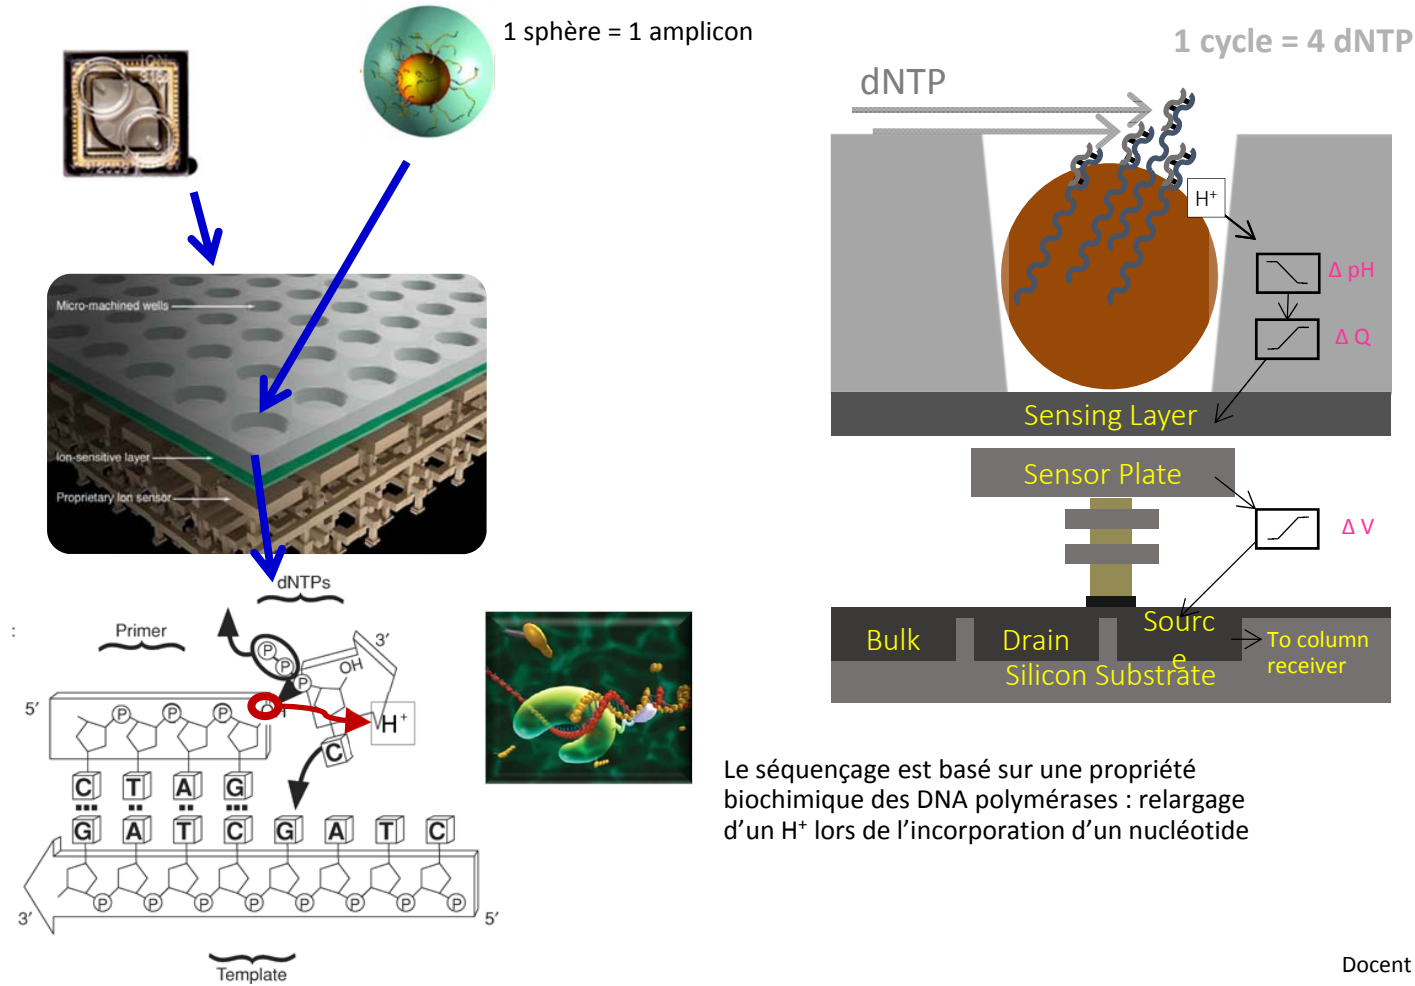 1 sphère = 1 amplicon
1 cycle = 4 dNTP
dNTP
H⁺
Δ pH
Δ Q
Sensing Layer
Sensor Plate
Δ V
Bulk
Drain
Sourc
e
To column
receiver
Silicon Substrate
Micro-machined wells
Ion-sensitive layer
Proprietary Ion sensor
dNTPs
:
Primer
3′
P
P
P
OH
5′
P
P
P
H⁺
C
C T A G
G A T C G A T C
P P P P P P P P
3′
5′
Template
Le séquençage est basé sur une propriété
biochimique des DNA polymérases : relargage
d’un H⁺ lors de l’incorporation d’un nucléotide
Docent